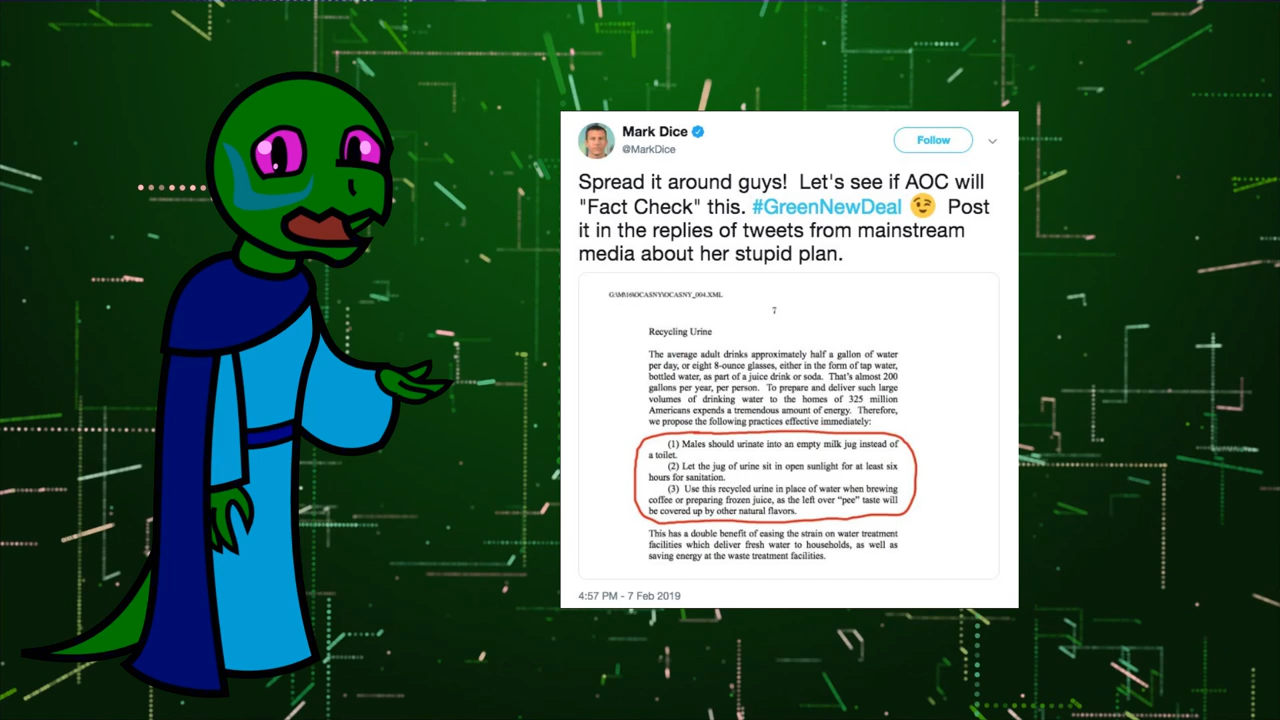 Mark Dice
@MarkDice
Follow
Spread it around guys! Let's see if AOC will
"Fact Check" this. #GreenNewDeal 😉 Post
it in the replies of tweets from mainstream
media about her stupid plan.
G:\M\16\OCASNY\OCASNY_004.XML
7
Recycling Urine
The average adult drinks approximately half a gallon of water
per day, or eight 8-ounce glasses, either in the form of tap water,
bottled water, as part of a juice drink or soda. That's almost 200
gallons per year, per person. To prepare and deliver such large
volumes of drinking water to the homes of 325 million
Americans expends a tremendous amount of energy. Therefore,
we propose the following practices effective immediately:
(1) Males should urinate into an empty milk jug instead of
a toilet.
(2) Let the jug of urine sit in open sunlight for at least six
hours for sanitation.
(3) Use this recycled urine in place of water when brewing
coffee or preparing frozen juice, as the left over "pee" taste will
be covered up by other natural flavors.
This has a double benefit of easing the strain on water treatment
facilities which deliver fresh water to households, as well as
saving energy at the waste treatment facilities.
4:57 PM - 7 Feb 2019